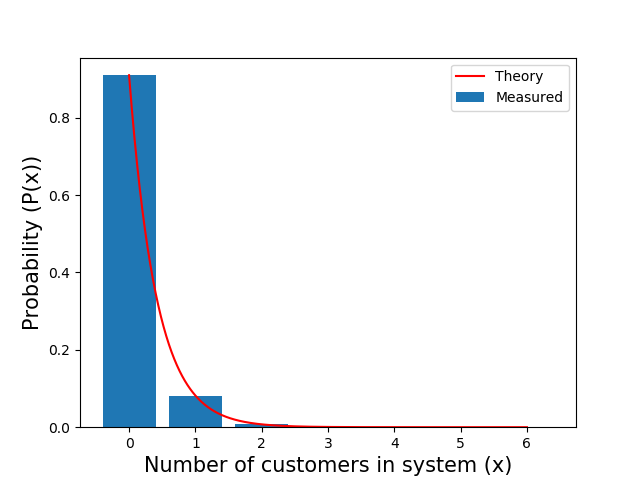 Theory
Measured
Probability (P(x))
0.8
0.6
0.4
0.2
0.0
0 1 2 3 4 5 6
Number of customers in system (x)